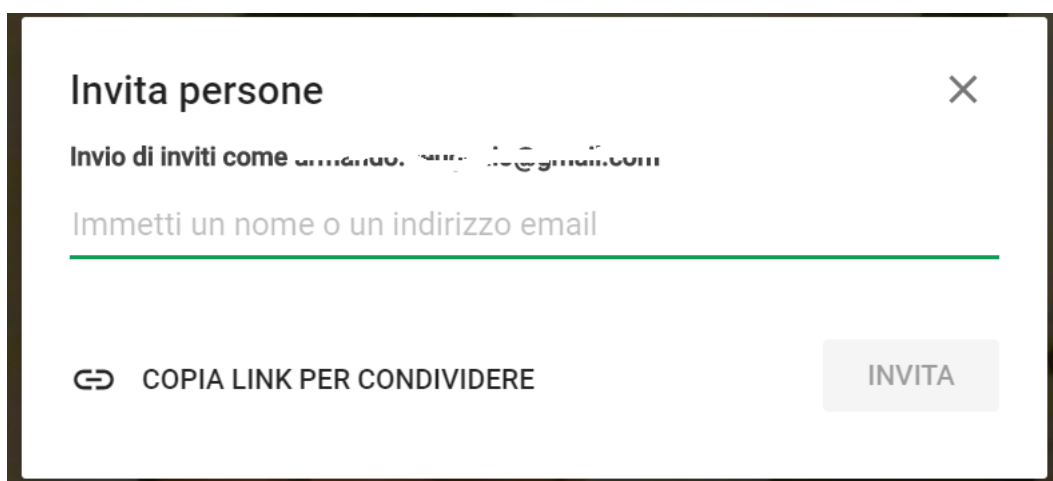 Invita persone
Invio di inviti come
Immetti un nome o un indirizzo email
COPIA LINK PER CONDIVIDERE
INVITA